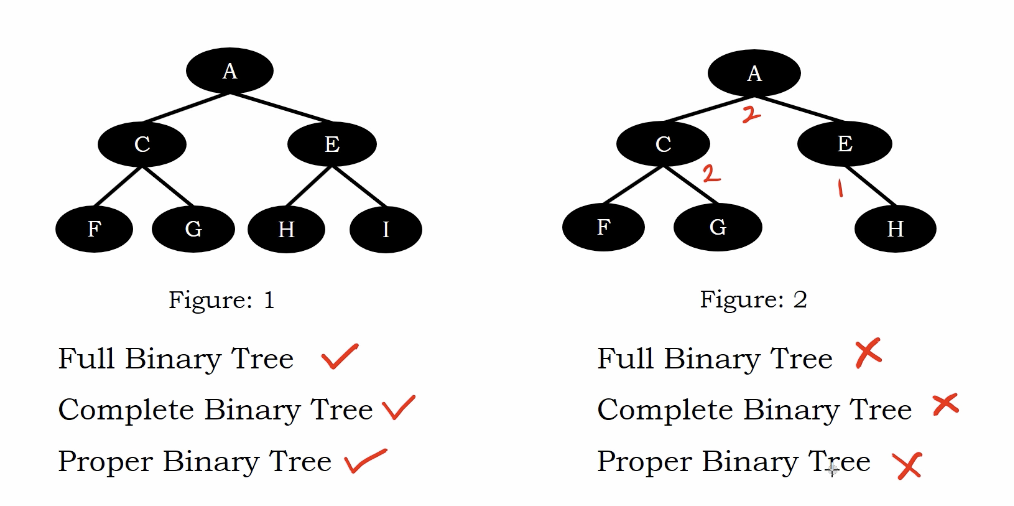 A
C E
F G H I
Figure: 1
Full Binary Tree
Complete Binary Tree
Proper Binary Tree
A
2
C E
2 1
F G H
Figure: 2
Full Binary Tree
Complete Binary Tree
Proper Binary Tree